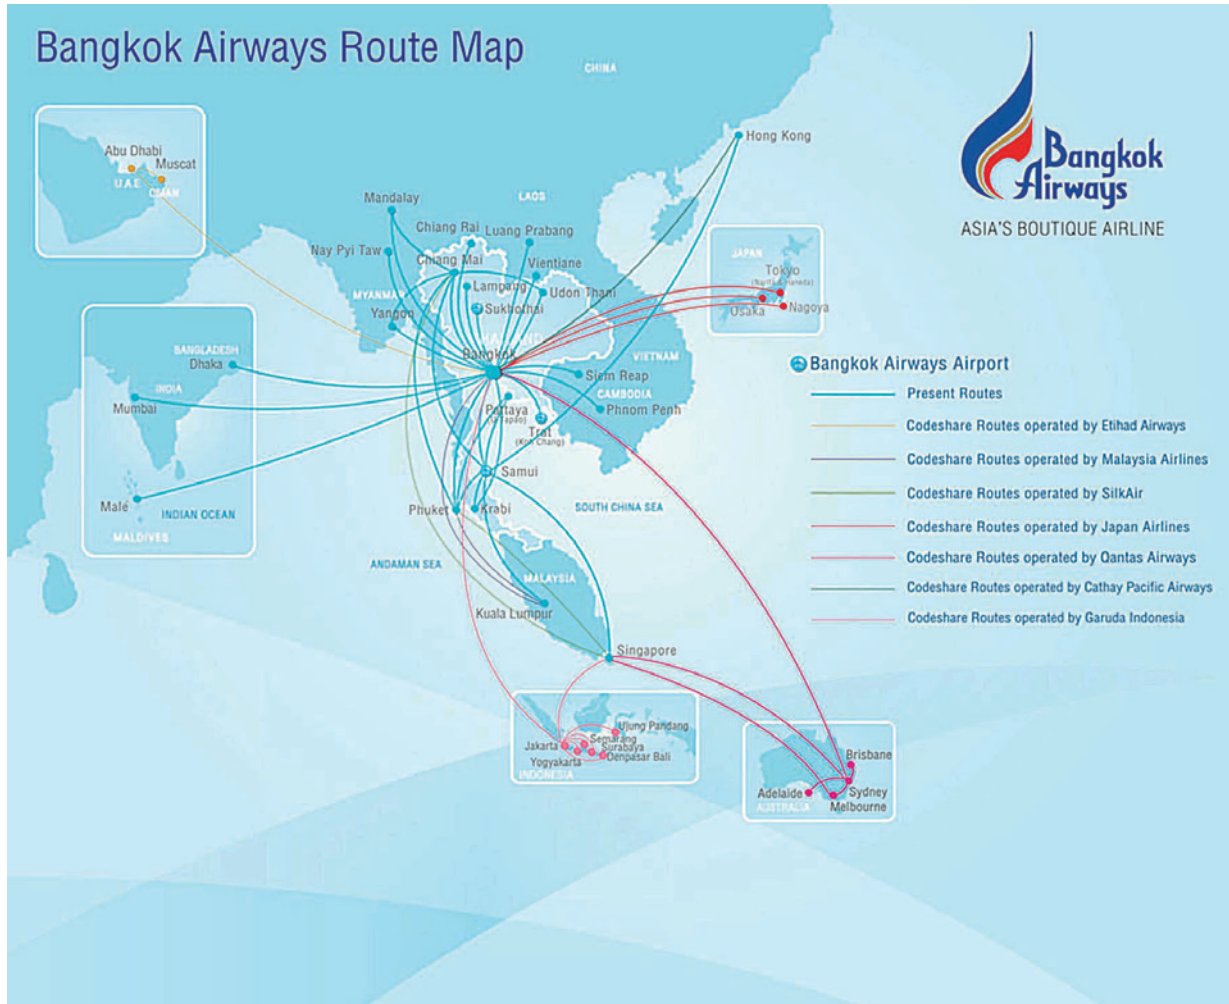 Bangkok Airways Route Map
CHINA
Hong Kong
Bangkok
Airways
ASIA'S BOUTIQUE AIRLINE
Abu Dhabi
Muscat
U.A.E
OMAN
Mandalay
LAOS
Chiang Rai
Luang Prabang
Nay Pyi Taw
Chiang Mai
Vientiane
Lampang
Udon Thani
MYANMAR
Sukhothai
Yangon
JAPAN
Tokyo
(Narita & Haneda)
Osaka
Nagoya
BANGLADESH
Dhaka
INDIA
Mumbai
Bangkok
VIETNAM
Siem Reap
CAMBODIA
Pattaya
(U-Tapao)
Phnom Penh
Trat
(Koh Chang)
Samui
Male
INDIAN OCEAN
MALDIVES
Phuket
Krabi
SOUTH CHINA SEA
ANDAMAN SEA
MALAYSIA
Kuala Lumpur
Singapore
Bangkok Airways Airport
Present Routes
Codeshare Routes operated by Etihad Airways
Codeshare Routes operated by Malaysia Airlines
Codeshare Routes operated by SilkAir
Codeshare Routes operated by Japan Airlines
Codeshare Routes operated by Qantas Airways
Codeshare Routes operated by Cathay Pacific Airways
Codeshare Routes operated by Garuda Indonesia
Ujung Pandang
Jakarta
Semarang
Surabaya
Yogyakarta
Denpasar Bali
INDONESIA
Brisbane
Adelaide
Sydney
Melbourne
AUSTRALIA